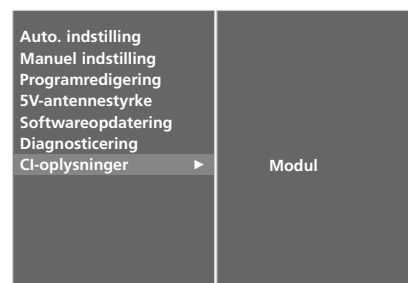 Auto. indstilling
Manuel indstilling
Programredigering
5V-antennestyrke
Softwareopdatering
Diagnosticering
CI-oplysninger ►
Modul